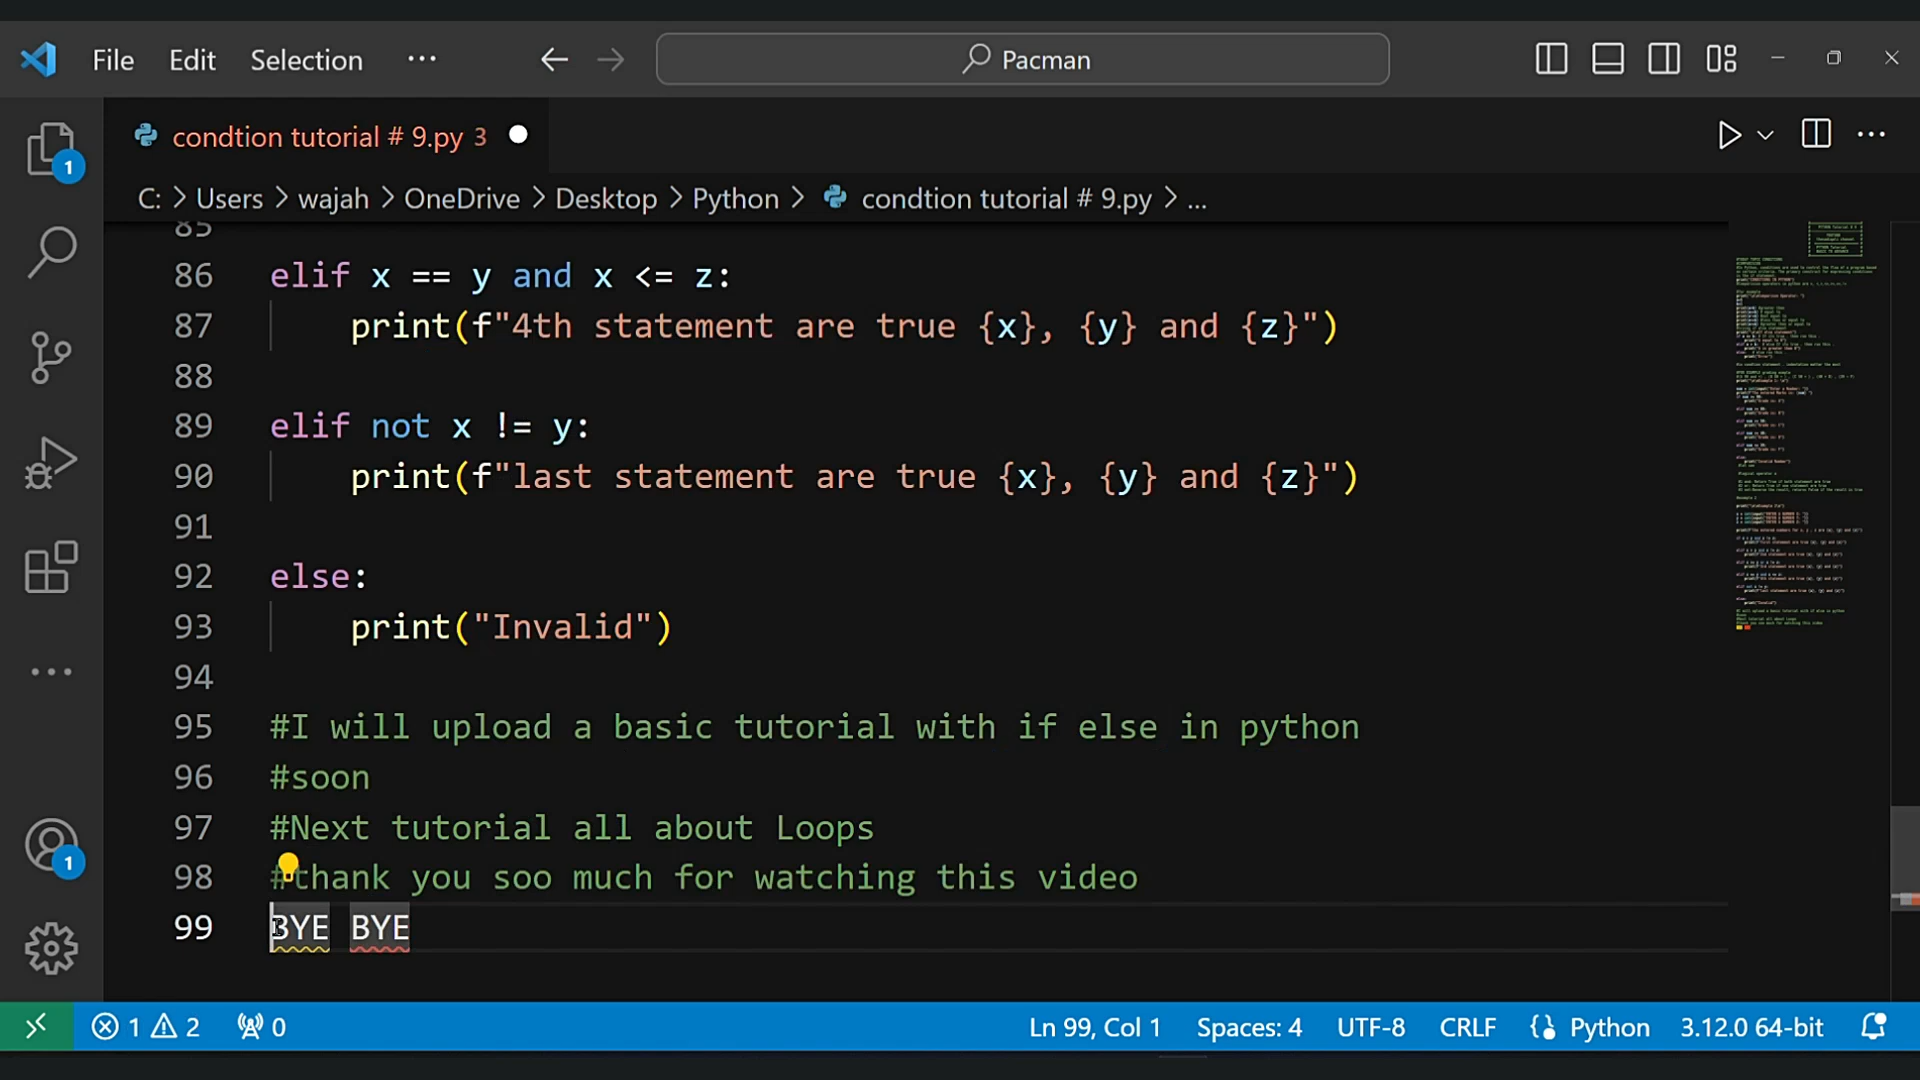 File Edit Selection ··· Pacman
condtion tutorial # 9.py 3
C: > Users > wajah > OneDrive > Desktop > Python > condtion tutorial # 9.py > ...
85
86 elif x == y and x <= z:
87 print(f"4th statement are true {x}, {y} and {z}")
88
89 elif not x != y:
90 print(f"last statement are true {x}, {y} and {z}")
91
92 else:
93 print("Invalid")
94
95 #I will upload a basic tutorial with if else in python
96 #soon
97 #Next tutorial all about Loops
98 #thank you soo much for watching this video
99 BYE BYE
1
1
1 2 0 Ln 99, Col 1 Spaces: 4 UTF-8 CRLF Python 3.12.0 64-bit